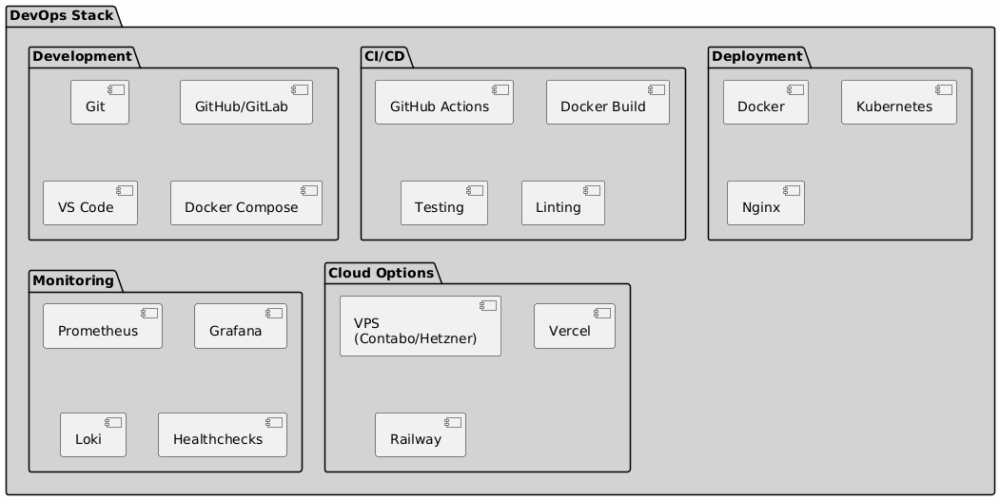 DevOps Stack
Development
CI/CD
Deployment
Git
GitHub/GitLab
GitHub Actions
Docker Build
Docker
Kubernetes
VS Code
Docker Compose
Testing
Linting
Nginx
Monitoring
Cloud Options
Prometheus
Grafana
VPS
(Contabo/Hetzner)
Vercel
Loki
Healthchecks
Railway